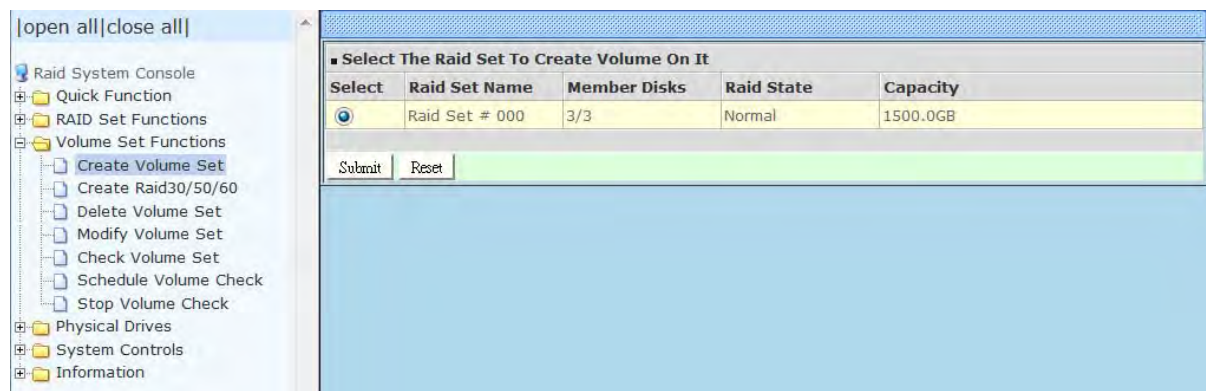 |open all|close all|
Raid System Console
Quick Function
RAID Set Functions
Volume Set Functions
Create Volume Set
Create Raid30/50/60
Delete Volume Set
Modify Volume Set
Check Volume Set
Schedule Volume Check
Stop Volume Check
Physical Drives
System Controls
Information
Select The Raid Set To Create Volume On It
Select Raid Set Name Member Disks Raid State Capacity
Raid Set # 000 3/3 Normal 1500.0GB
Submit Reset